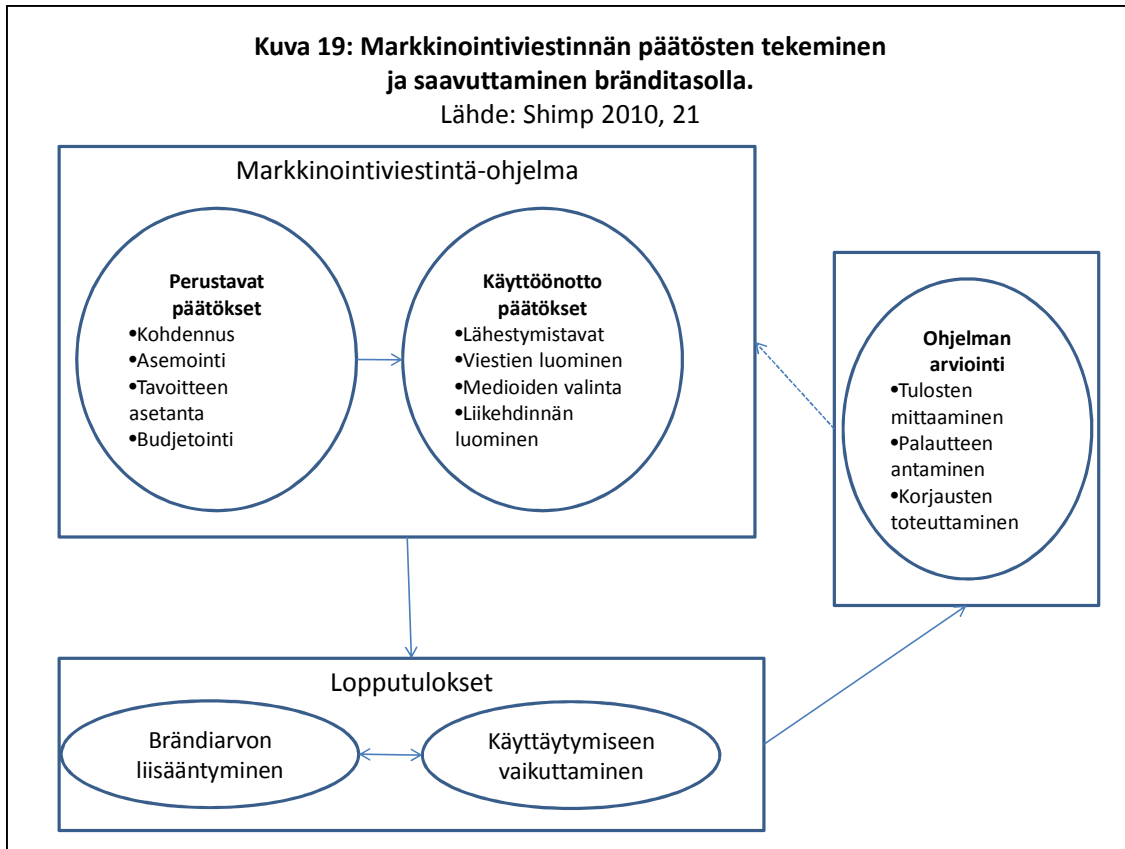 Kuva 19: Markkinointiviestinnän päätösten tekeminen
ja saavuttaminen bränditasolla.
Lähde: Shimp 2010, 21
Markkinointiviestintä-ohjelma
Perustavat
päätökset
•Kohdennus
•Asemointi
•Tavoitteen
asetanta
•Budjetointi
Käyttöönotto
päätökset
•Lähestymistavat
•Viestien luominen
•Medioiden valinta
•Liikehdinnän
luominen
Ohjelman
arviointi
•Tulosten
mittaaminen
•Palautteen
antaminen
•Korjausten
toteuttaminen
Lopputulokset
Brändiarvon
liisääntyminen
Käyttäytymiseen
vaikuttaminen